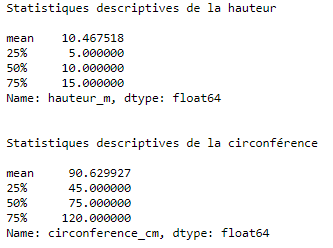 Statistiques descriptives de la hauteur
mean    10.467518
25%      5.000000
50%     10.000000
75%     15.000000
Name: hauteur_m, dtype: float64
Statistiques descriptives de la circonférence
mean     90.629927
25%      45.000000
50%      75.000000
75%     120.000000
Name: circonference_cm, dtype: float64